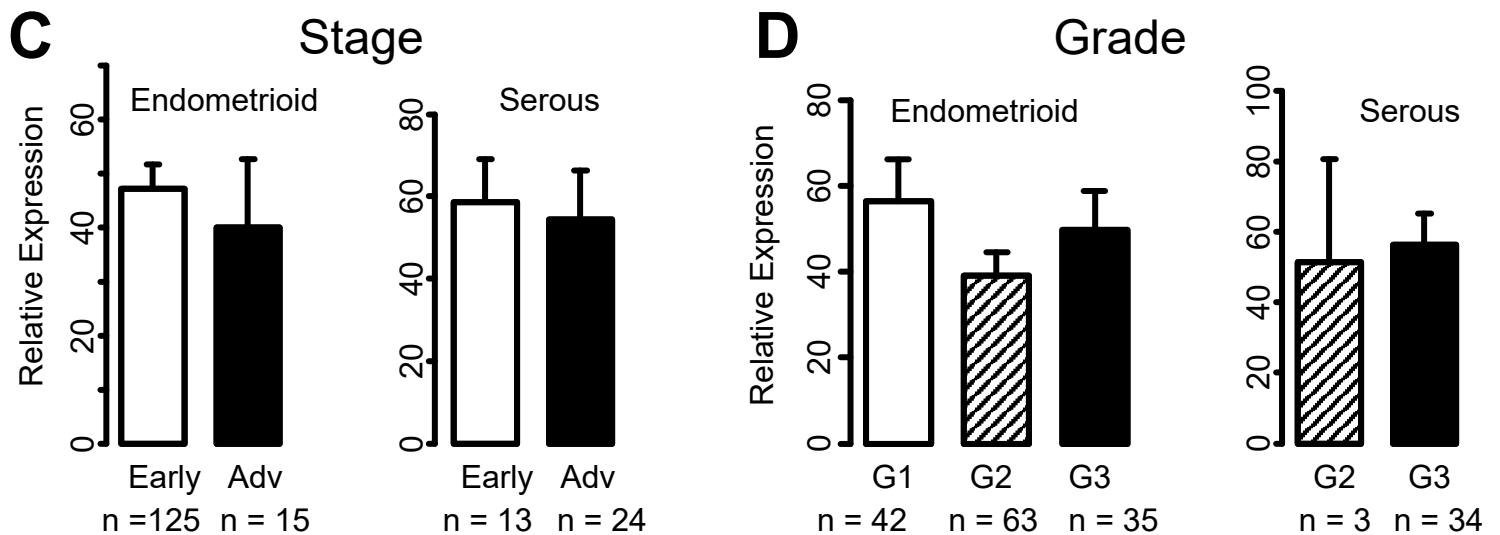 C
Stage
Relative Expression
0
20
40
60
Endometrioid
Early Adv
n =125 n = 15
0
20
40
60
80
Serous
Early Adv
n = 13 n = 24
D
Grade
Relative Expression
0
20
40
60
80
Endometrioid
G1 G2 G3
n = 42 n = 63 n = 35
0
20
40
60
80
100
Serous
G2 G3
n = 3 n = 34